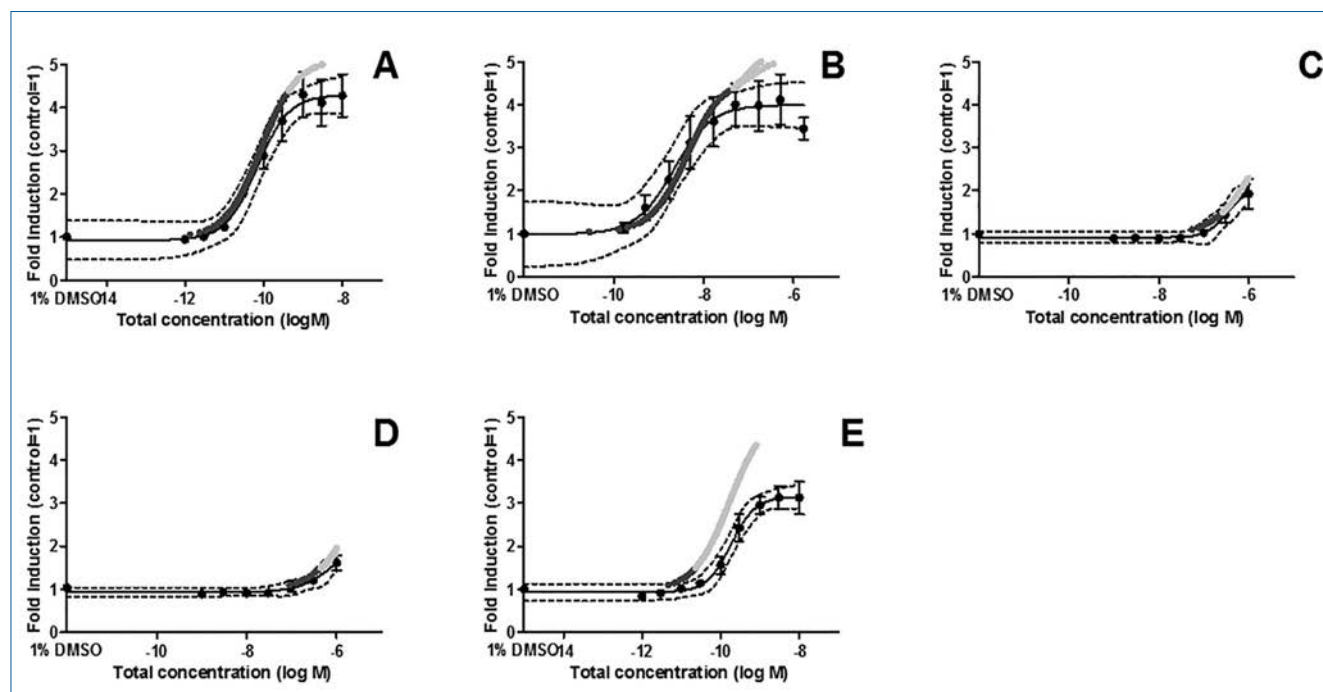 A
Fold Induction (control=1)
5
4
3
2
1
0
1% DMSO14
-12
-10
-8
Total concentration (logM)
B
Fold Induction (control=1)
5
4
3
2
1
0
1% DMSO
-10
-8
-6
Total concentration (log M)
C
Fold Induction (control=1)
5
4
3
2
1
0
1% DMSO
-10
-8
-6
Total concentration (log M)
D
Fold Induction (control=1)
5
4
3
2
1
0
1% DMSO
-10
-8
-6
Total concentration (log M)
E
Fold Induction (control=1)
5
4
3
2
1
0
1% DMSO14
-12
-10
-8
Total concentration (log M)